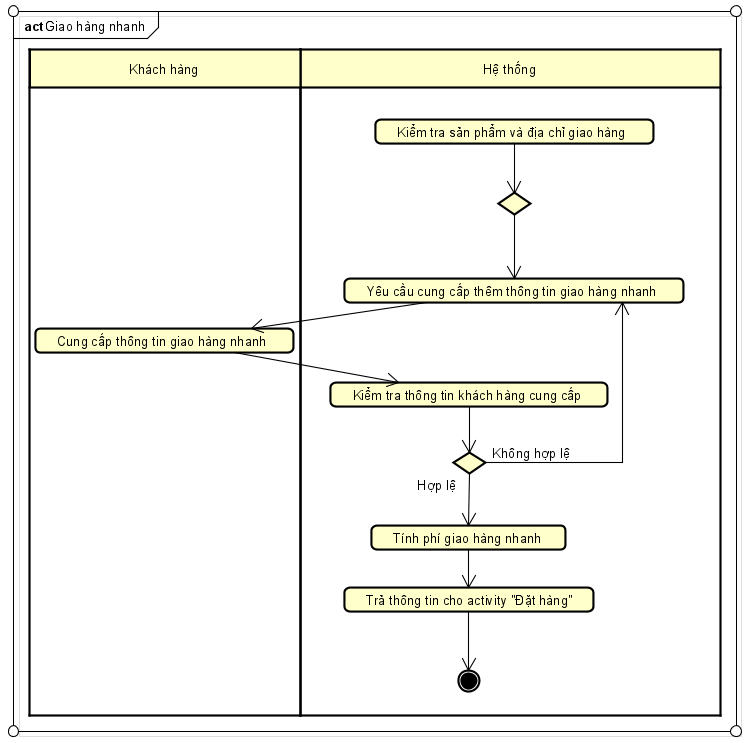 act Giao hàng nhanh
Khách hàng
Hệ thống
Kiểm tra sản phẩm và địa chỉ giao hàng
Yêu cầu cung cấp thêm thông tin giao hàng nhanh
Cung cấp thông tin giao hàng nhanh
Kiểm tra thông tin khách hàng cung cấp
Không hợp lệ
Hợp lệ
Tính phí giao hàng nhanh
Trả thông tin cho activity "Đặt hàng"